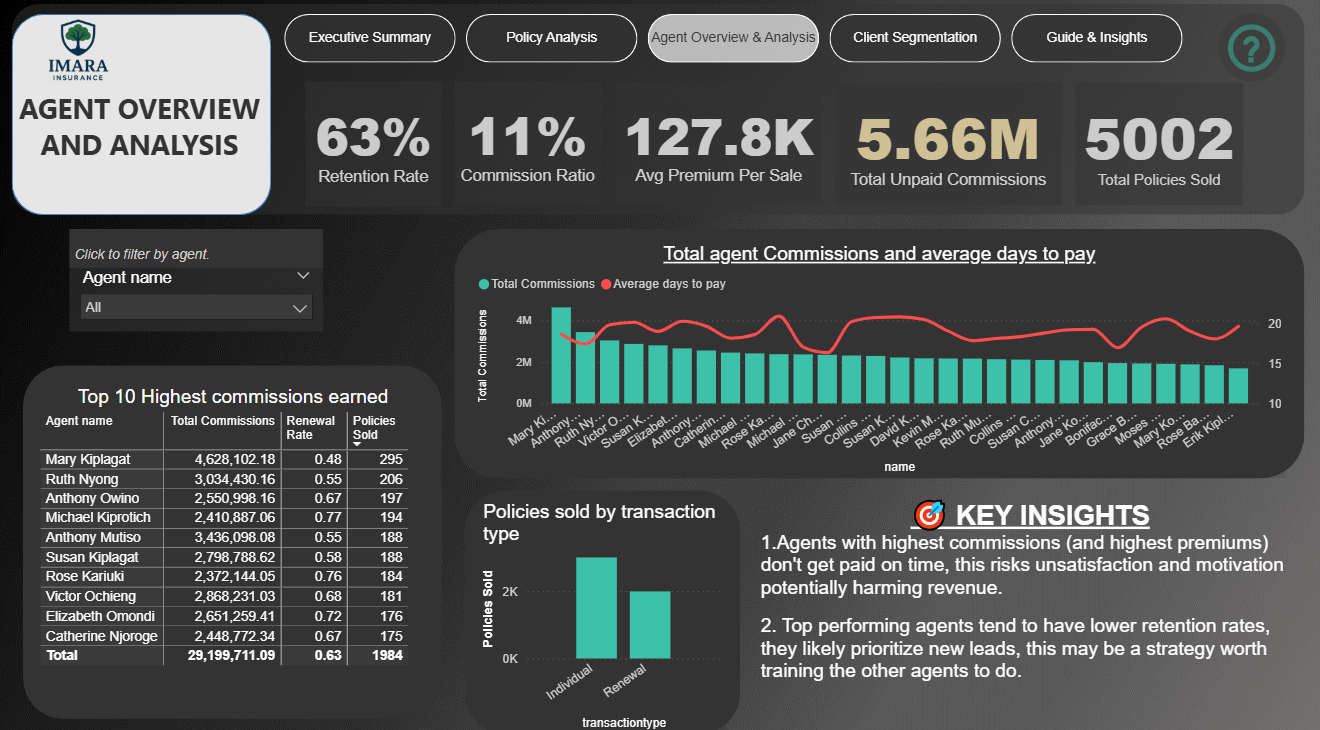 IMARA
INSURANCE
AGENT OVERVIEW
AND ANALYSIS
Executive Summary
Policy Analysis
Agent Overview & Analysis
Client Segmentation
Guide & Insights
?
63%
Retention Rate
11%
Commission Ratio
127.8K
Avg Premium Per Sale
5.66M
Total Unpaid Commissions
5002
Total Policies Sold
Click to filter by agent.
Agent name
All
Total agent Commissions and average days to pay
Total Commissions Average days to pay
Total Commissions
4M
2M
0M
20
15
10
Mary Ki...
Anthony...
Ruth Ny...
Victor O...
Susan K...
Elizabet...
Anthony...
Catherin...
Michael ...
Rose Ka...
Michael ...
Jane Ch...
Susan ...
Collins ...
Susan K...
David K...
Kevin M...
Rose Ka...
Ruth Mu...
Collins ...
Susan C...
Anthony...
Jane Ko...
Bonifac...
Grace B...
Moses ...
Mary Ko...
Rose Ba...
Erik Kipl...
name
Top 10 Highest commissions earned
Agent name Total Commissions Renewal Rate Policies Sold
Mary Kiplagat 4,628,102.18 0.48 295
Ruth Nyong 3,034,430.16 0.55 206
Anthony Owino 2,550,998.16 0.67 197
Michael Kiprotich 2,410,887.06 0.77 194
Anthony Mutiso 3,436,098.08 0.55 188
Susan Kiplagat 2,798,788.62 0.58 188
Rose Kariuki 2,372,144.05 0.76 184
Victor Ochieng 2,868,231.03 0.68 181
Elizabeth Omondi 2,651,259.41 0.72 176
Catherine Njoroge 2,448,772.34 0.67 175
Total 29,199,711.09 0.63 1984
Policies sold by transaction
type
Policies Sold
2K
0K
Individual
Renewal
transactiontype
KEY INSIGHTS
1.Agents with highest commissions (and highest premiums)
don't get paid on time, this risks unsatisfaction and motivation
potentially harming revenue.
2. Top performing agents tend to have lower retention rates,
they likely prioritize new leads, this may be a strategy worth
training the other agents to do.